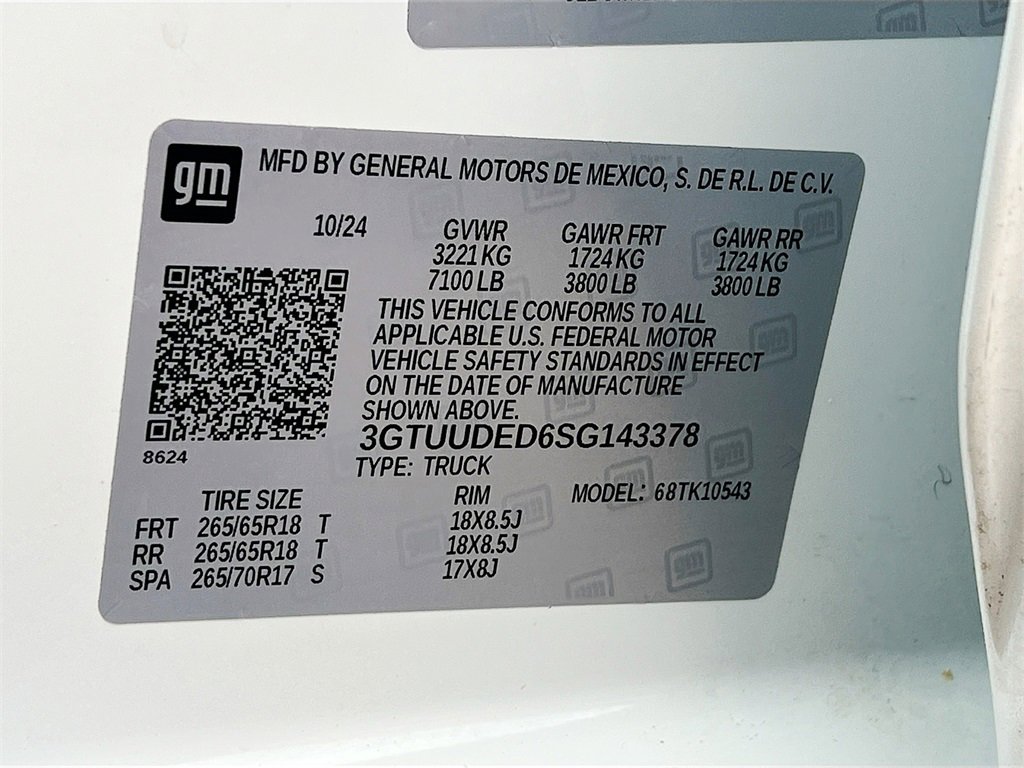 gm
MFD BY GENERAL MOTORS DE MEXICO, S. DE R.L. DE C.V.
10/24 GVWR GAWR FRT GAWR RR
3221 KG 1724 KG 1724 KG
7100 LB 3800 LB 3800 LB
THIS VEHICLE CONFORMS TO ALL
APPLICABLE U.S. FEDERAL MOTOR
VEHICLE SAFETY STANDARDS IN EFFECT
ON THE DATE OF MANUFACTURE
SHOWN ABOVE.
3GTUUDED6SG143378
8624
TYPE: TRUCK
TIRE SIZE RIM MODEL: 68TK10543
FRT 265/65R18 T 18X8.5J
RR 265/65R18 T 18X8.5J
SPA 265/70R17 S 17X8J